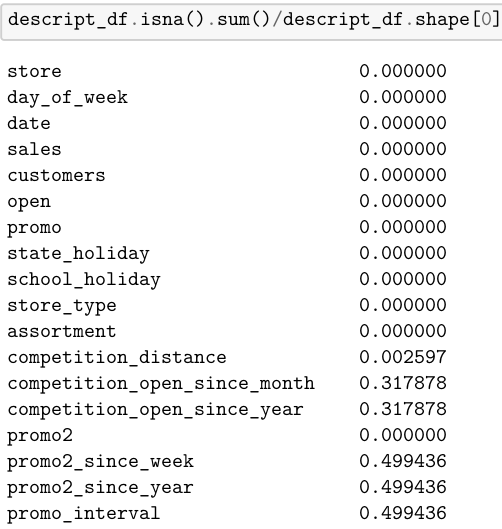 descript_df.isna().sum()/descript_df.shape[0]
store 0.000000
day_of_week 0.000000
date 0.000000
sales 0.000000
customers 0.000000
open 0.000000
promo 0.000000
state_holiday 0.000000
school_holiday 0.000000
store_type 0.000000
assortment 0.000000
competition_distance 0.002597
competition_open_since_month 0.317878
competition_open_since_year 0.317878
promo2 0.000000
promo2_since_week 0.499436
promo2_since_year 0.499436
promo_interval 0.499436